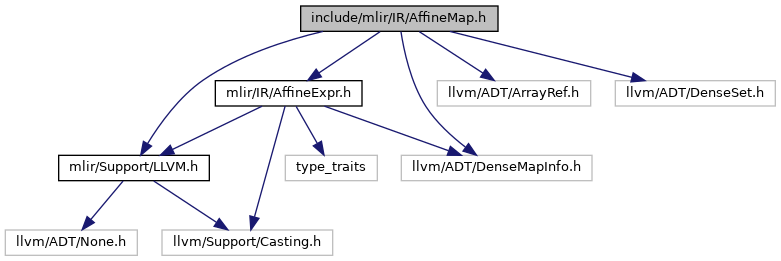 include/mlir/IR/AffineMap.h
mlir/IR/AffineExpr.h
llvm/ADT/ArrayRef.h
llvm/ADT/DenseSet.h
mlir/Support/LLVM.h
type_traits
llvm/ADT/DenseMapInfo.h
llvm/ADT/None.h
llvm/Support/Casting.h